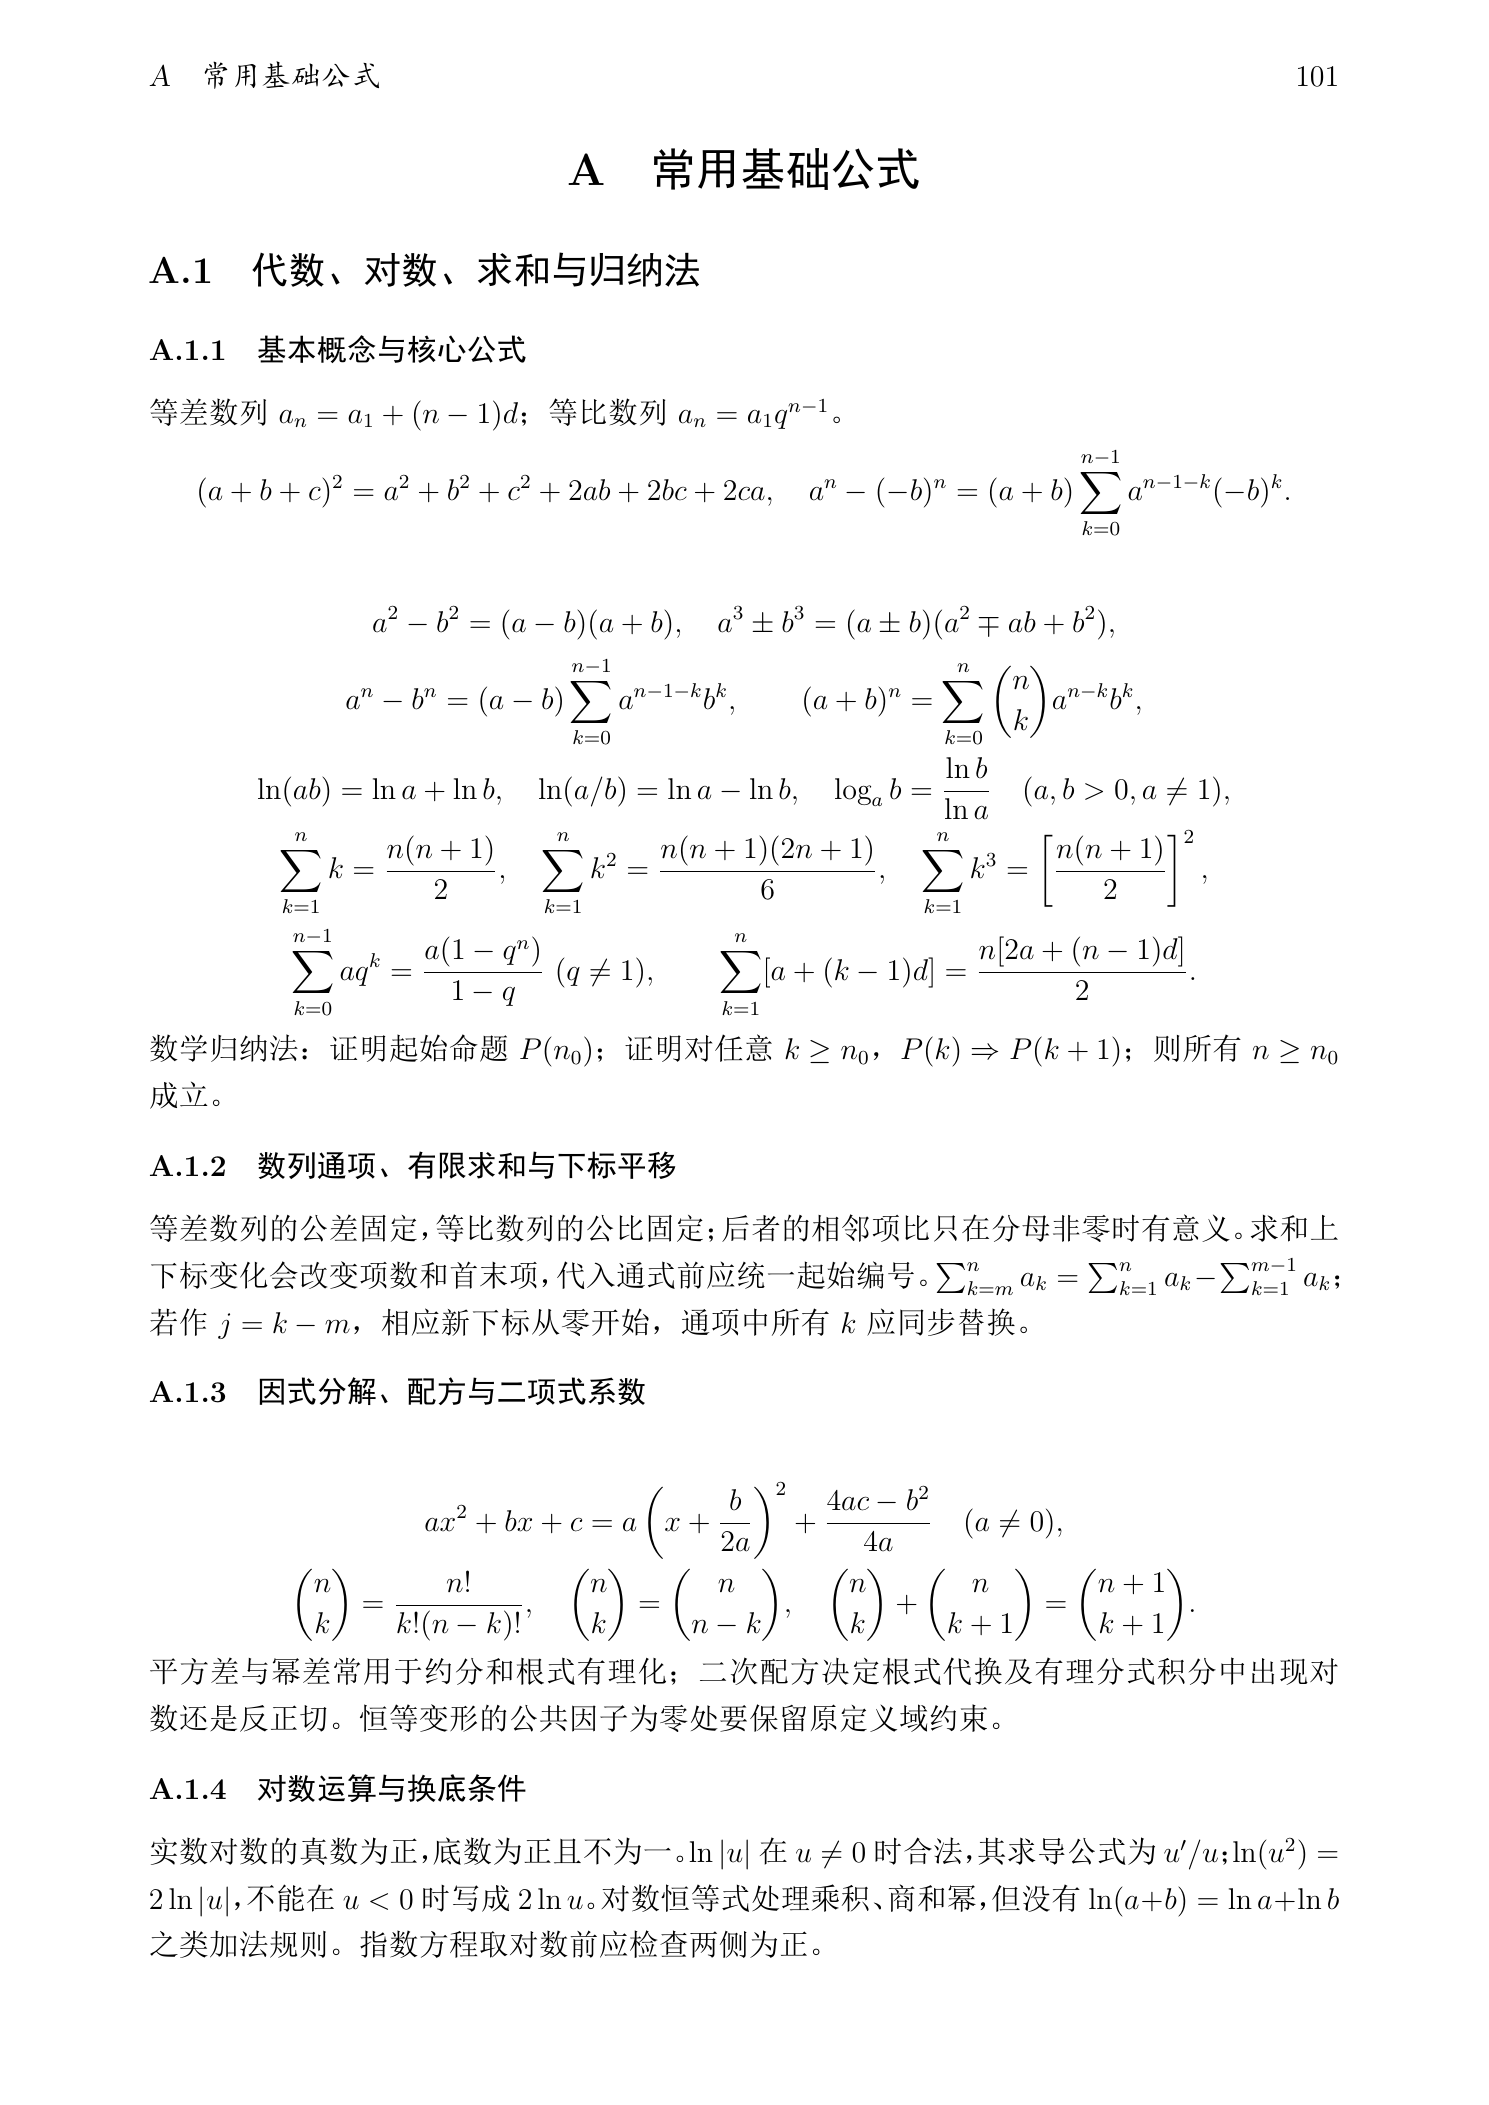 A 常用基础公式 101
A 常用基础公式
A.1 代数、对数、求和与归纳法
A.1.1 基本概念与核心公式
等差数列 $a_n = a_1 + (n-1)d$；等比数列 $a_n = a_1q^{n-1}$。
$(a+b+c)^2 = a^2+b^2+c^2+2ab+2bc+2ca, \quad a^n-(-b)^n = (a+b)\sum_{k=0}^{n-1} a^{n-1-k}(-b)^k.$
$a^2-b^2 = (a-b)(a+b), \quad a^3 \pm b^3 = (a \pm b)(a^2 \mp ab + b^2),$
$a^n-b^n = (a-b)\sum_{k=0}^{n-1} a^{n-1-k}b^k, \qquad (a+b)^n = \sum_{k=0}^{n} \binom{n}{k} a^{n-k}b^k,$
$\ln(ab) = \ln a + \ln b, \quad \ln(a/b) = \ln a - \ln b, \quad \log_a b = \frac{\ln b}{\ln a} \quad (a,b>0, a \neq 1),$
$\sum_{k=1}^{n} k = \frac{n(n+1)}{2}, \quad \sum_{k=1}^{n} k^2 = \frac{n(n+1)(2n+1)}{6}, \quad \sum_{k=1}^{n} k^3 = \left[\frac{n(n+1)}{2}\right]^2,$
$\sum_{k=0}^{n-1} aq^k = \frac{a(1-q^n)}{1-q} \ (q \neq 1), \qquad \sum_{k=1}^{n} [a+(k-1)d] = \frac{n[2a+(n-1)d]}{2}.$
数学归纳法：证明起始命题 $P(n_0)$；证明对任意 $k \geq n_0$，$P(k) \Rightarrow P(k+1)$；则所有 $n \geq n_0$
成立。
A.1.2 数列通项、有限求和与下标平移
等差数列的公差固定，等比数列的公比固定；后者的相邻项比只在分母非零时有意义。求和上
下标变化会改变项数和首末项，代入通式前应统一起始编号。$\sum_{k=m}^{n} a_k = \sum_{k=1}^{n} a_k - \sum_{k=1}^{m-1} a_k$；
若作 $j = k-m$，相应新下标从零开始，通项中所有 $k$ 应同步替换。
A.1.3 因式分解、配方与二项式系数
$ax^2+bx+c = a\left(x+\frac{b}{2a}\right)^2 + \frac{4ac-b^2}{4a} \quad (a \neq 0),$
$\binom{n}{k} = \frac{n!}{k!(n-k)!}, \quad \binom{n}{k} = \binom{n}{n-k}, \quad \binom{n}{k} + \binom{n}{k+1} = \binom{n+1}{k+1}.$
平方差与幂差常用于约分和根式有理化；二次配方决定根式代换及有理分式积分中出现对
数还是反正切。恒等变形的公共因子为零处要保留原定义域约束。
A.1.4 对数运算与换底条件
实数对数的真数为正，底数为正且不为一。$\ln|u|$ 在 $u \neq 0$ 时合法，其求导公式为 $u'/u$；$\ln(u^2) =$
$2\ln|u|$，不能在 $u < 0$ 时写成 $2\ln u$。对数恒等式处理乘积、商和幂，但没有 $\ln(a+b) = \ln a + \ln b$
之类加法规则。指数方程取对数前应检查两侧为正。